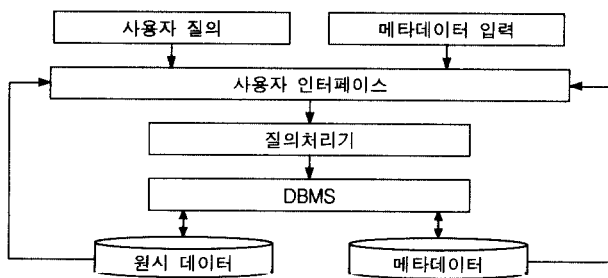 사용자 질의
메타데이터 입력
사용자 인터페이스
질의처리기
DBMS
원시 데이터
메타데이터